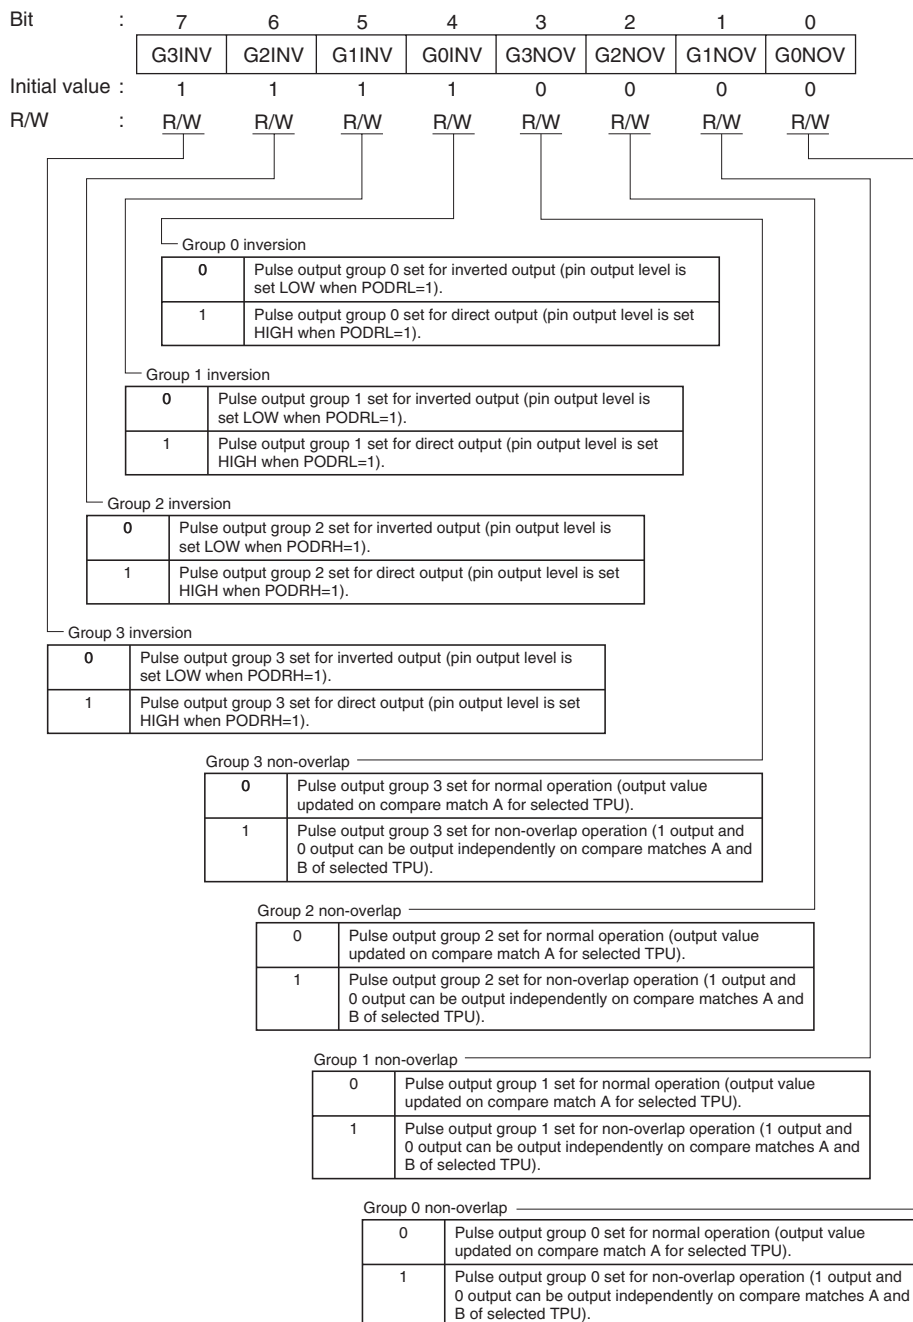 Bit : 7 6 5 4 3 2 1 0
G3INV G2INV G1INV G0INV G3NOV G2NOV G1NOV G0NOV
Initial value : 1 1 1 1 0 0 0 0
R/W : R/W R/W R/W R/W R/W R/W R/W R/W
Group 0 inversion
0 Pulse output group 0 set for inverted output (pin output level is
set LOW when PODRL=1).
1 Pulse output group 0 set for direct output (pin output level is set
HIGH when PODRL=1).
Group 1 inversion
0 Pulse output group 1 set for inverted output (pin output level is
set LOW when PODRL=1).
1 Pulse output group 1 set for direct output (pin output level is set
HIGH when PODRL=1).
Group 2 inversion
0 Pulse output group 2 set for inverted output (pin output level is
set LOW when PODRH=1).
1 Pulse output group 2 set for direct output (pin output level is set
HIGH when PODRH=1).
Group 3 inversion
0 Pulse output group 3 set for inverted output (pin output level is
set LOW when PODRH=1).
1 Pulse output group 3 set for direct output (pin output level is set
HIGH when PODRH=1).
Group 3 non-overlap
0 Pulse output group 3 set for normal operation (output value
updated on compare match A for selected TPU).
1 Pulse output group 3 set for non-overlap operation (1 output and
0 output can be output independently on compare matches A and
B of selected TPU).
Group 2 non-overlap
0 Pulse output group 2 set for normal operation (output value
updated on compare match A for selected TPU).
1 Pulse output group 2 set for non-overlap operation (1 output and
0 output can be output independently on compare matches A and
B of selected TPU).
Group 1 non-overlap
0 Pulse output group 1 set for normal operation (output value
updated on compare match A for selected TPU).
1 Pulse output group 1 set for non-overlap operation (1 output and
0 output can be output independently on compare matches A and
B of selected TPU).
Group 0 non-overlap
0 Pulse output group 0 set for normal operation (output value
updated on compare match A for selected TPU).
1 Pulse output group 0 set for non-overlap operation (1 output and
0 output can be output independently on compare matches A and
B of selected TPU).